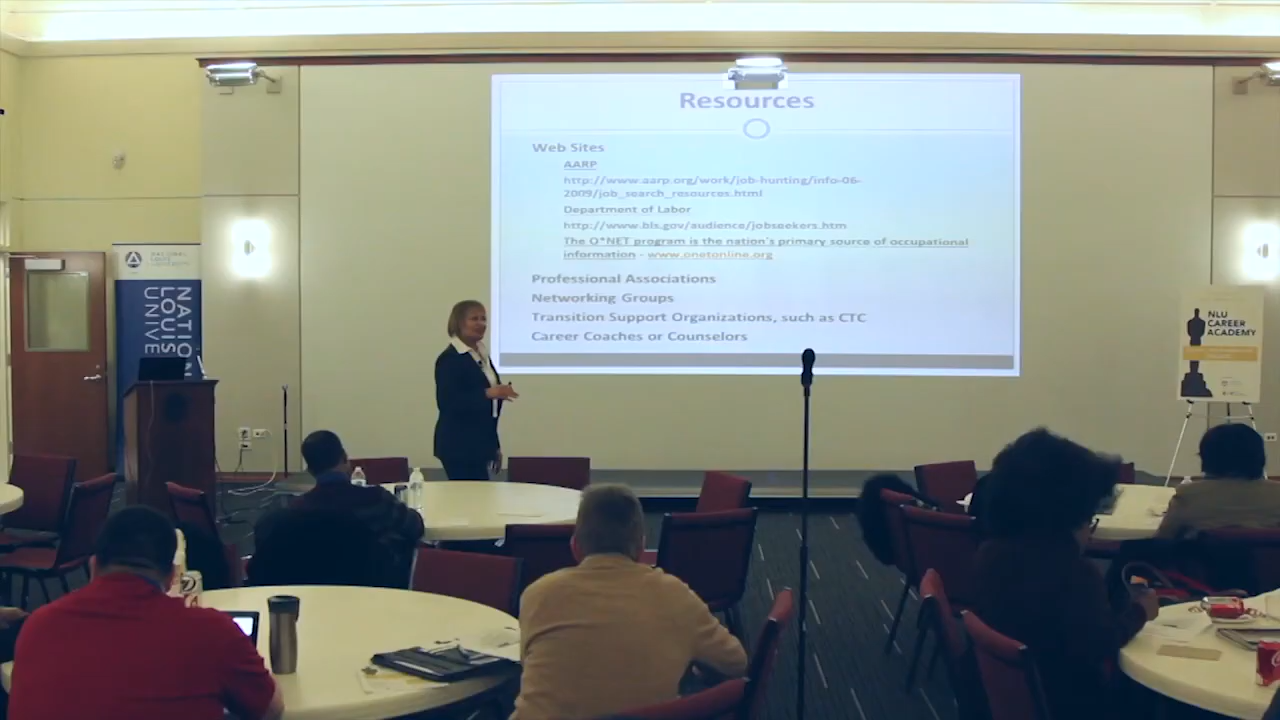 Resources
Web Sites
AARP
http://www.aarp.org/work/job-hunting/info-06-
2009/job_search_resources.html
Department of Labor
http://www.bls.gov/audience/jobseekers.htm
The O*NET program is the nation's primary source of occupational
information - www.onetonline.org
Professional Associations
Networking Groups
Transition Support Organizations, such as CTC
Career Coaches or Counselors
NATION
LOUIS
UNIVE
NLU
CAREER
ACADEMY